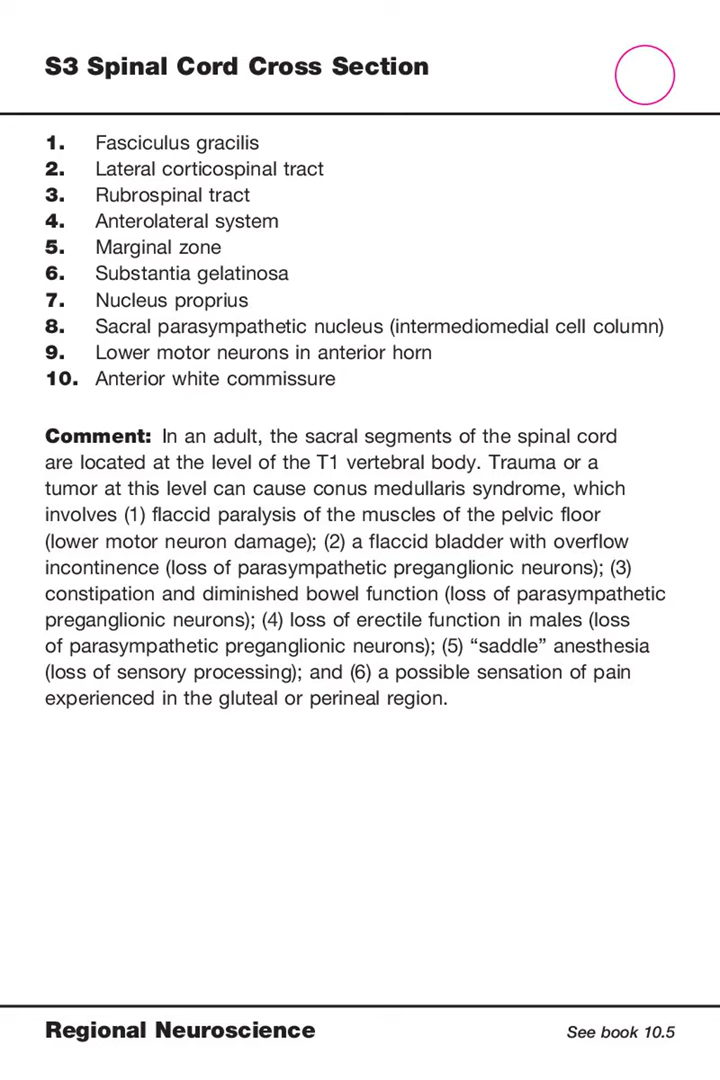 S3 Spinal Cord Cross Section
1. Fasciculus gracilis
2. Lateral corticospinal tract
3. Rubrospinal tract
4. Anterolateral system
5. Marginal zone
6. Substantia gelatinosa
7. Nucleus proprius
8. Sacral parasympathetic nucleus (intermediomedial cell column)
9. Lower motor neurons in anterior horn
10. Anterior white commissure
Comment: In an adult, the sacral segments of the spinal cord
are located at the level of the T1 vertebral body. Trauma or a
tumor at this level can cause conus medullaris syndrome, which
involves (1) flaccid paralysis of the muscles of the pelvic floor
(lower motor neuron damage); (2) a flaccid bladder with overflow
incontinence (loss of parasympathetic preganglionic neurons); (3)
constipation and diminished bowel function (loss of parasympathetic
preganglionic neurons); (4) loss of erectile function in males (loss
of parasympathetic preganglionic neurons); (5) “saddle” anesthesia
(loss of sensory processing); and (6) a possible sensation of pain
experienced in the gluteal or perineal region.
Regional Neuroscience
See book 10.5